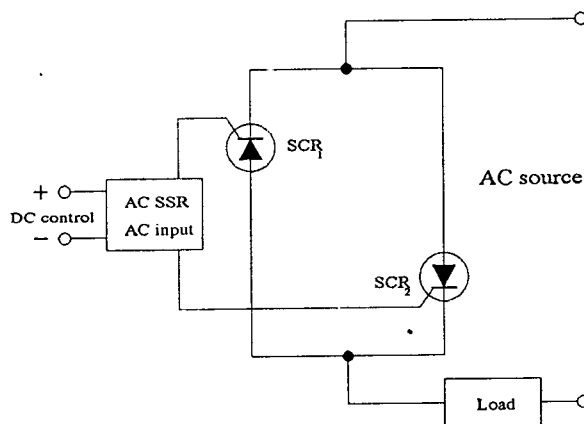 SCR1
AC source
+
AC SSR
DC control
AC input
−
SCR2
Load